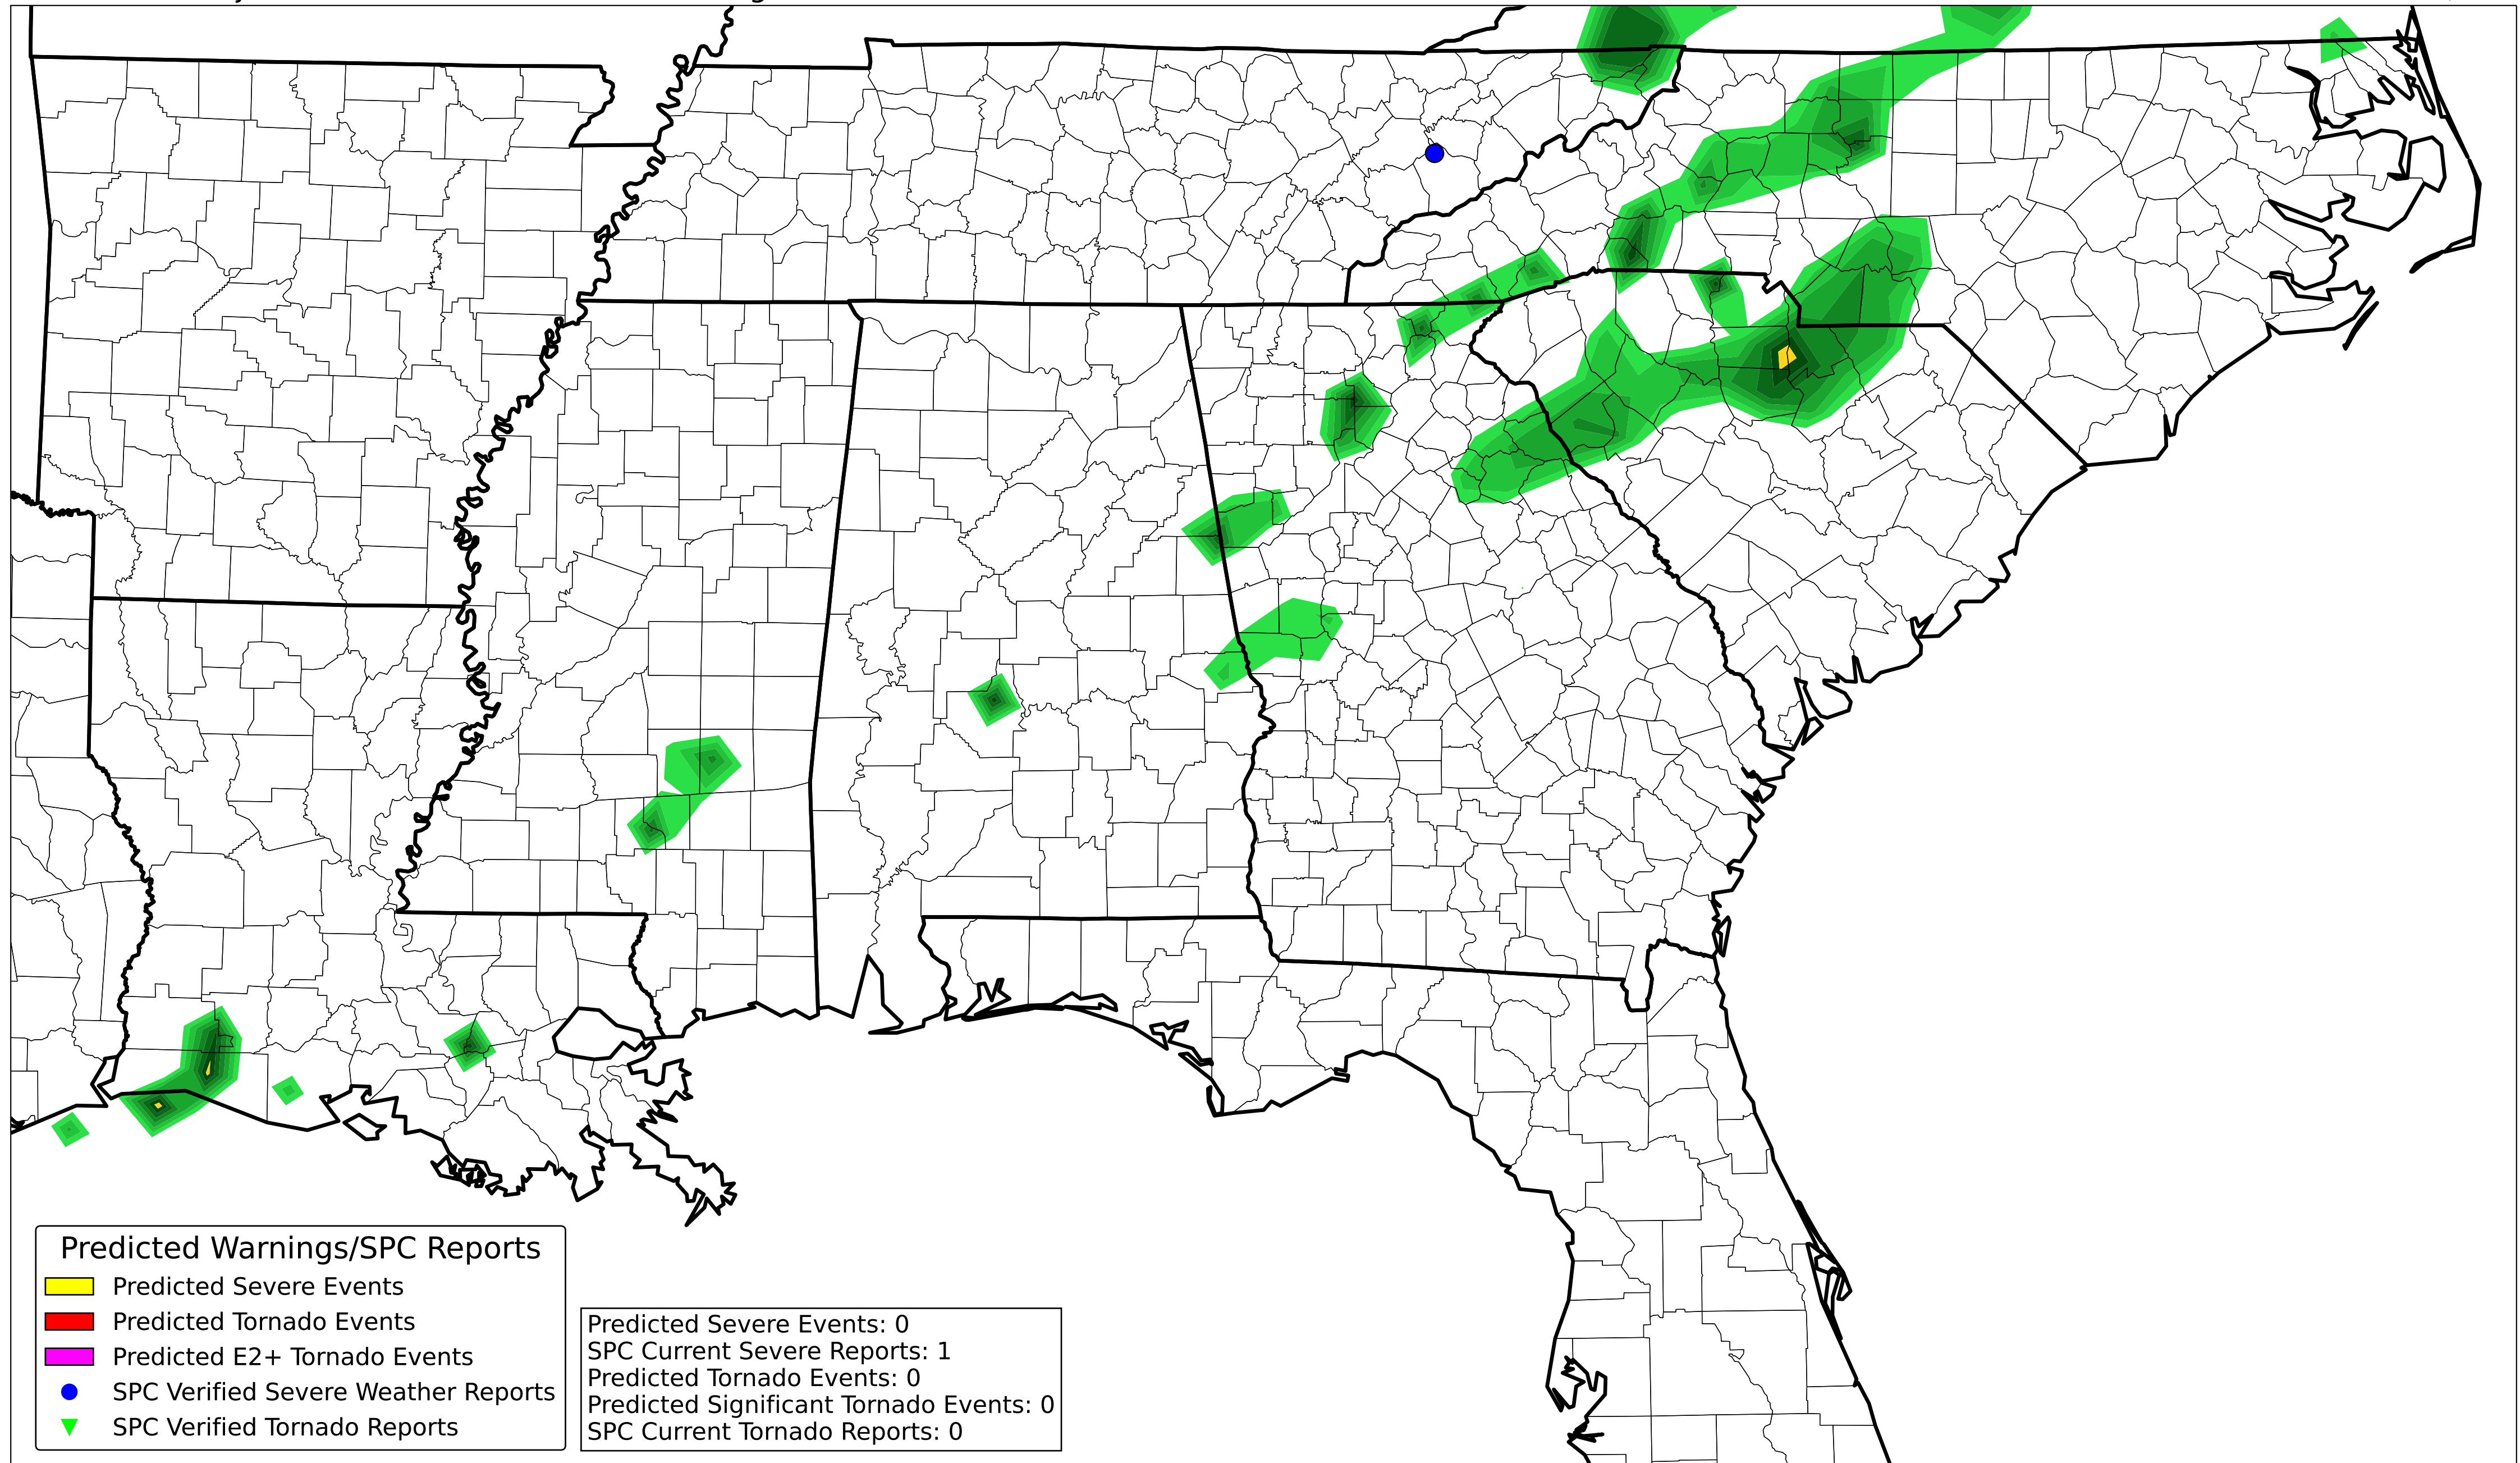 Predicted Warnings/SPC Reports
Predicted Severe Events
Predicted Tornado Events
Predicted E2+ Tornado Events
SPC Verified Severe Weather Reports
SPC Verified Tornado Reports
Predicted Severe Events: 0
SPC Current Severe Reports: 1
Predicted Tornado Events: 0
Predicted Significant Tornado Events: 0
SPC Current Tornado Reports: 0